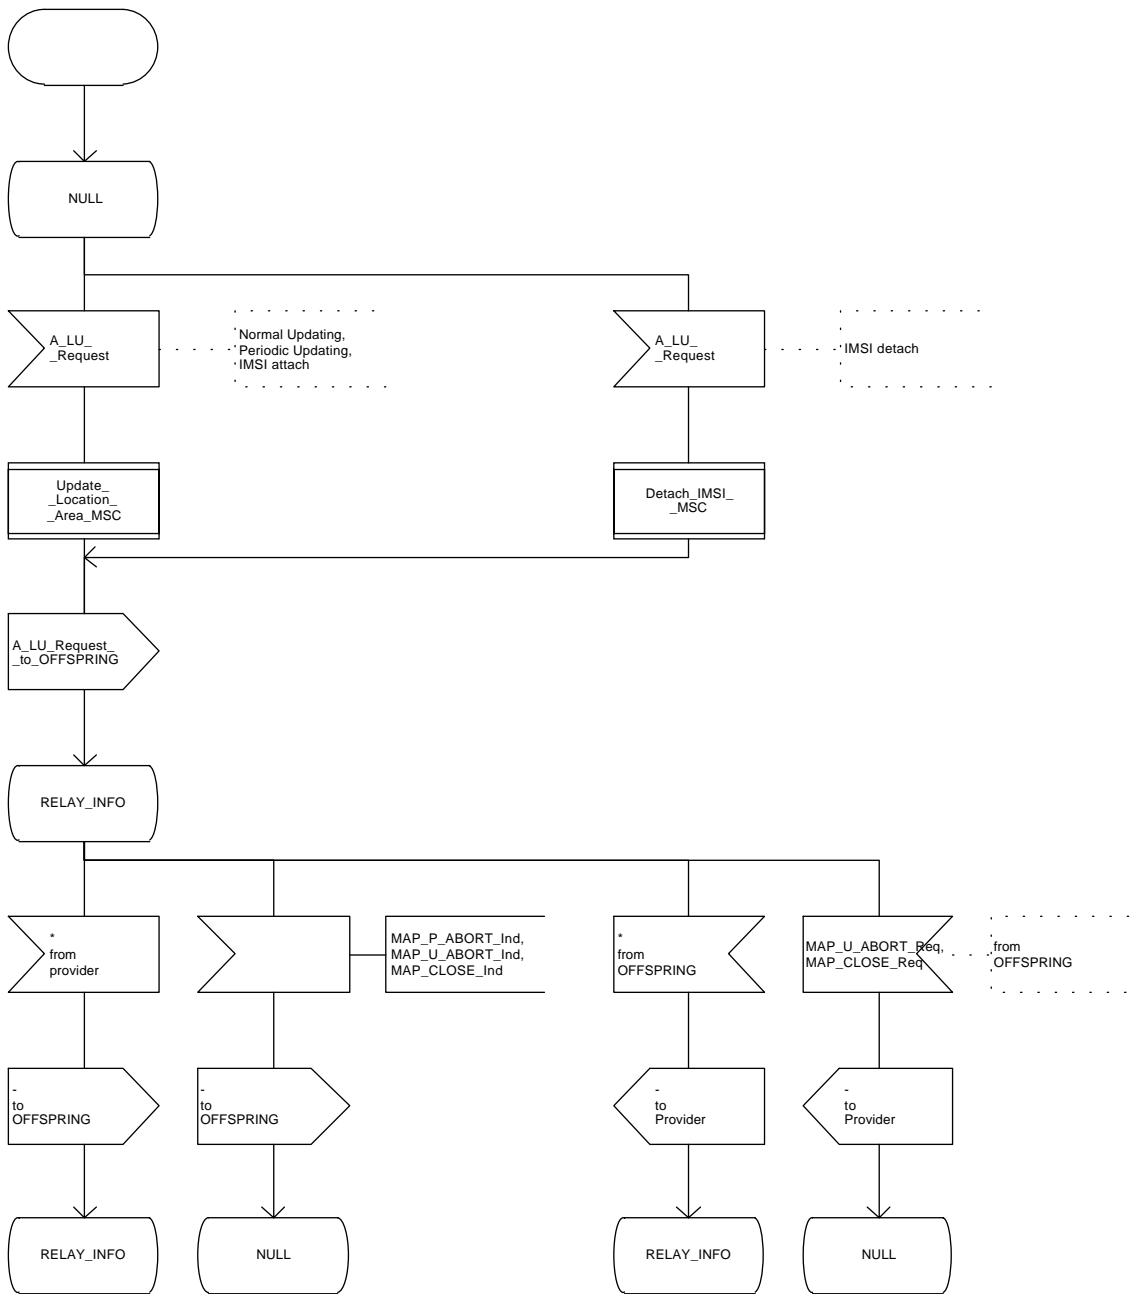 NULL
A_LU_
_Request
Normal Updating,
Periodic Updating,
IMSI attach
A_LU_
_Request
IMSI detach
Update_
_Location_
_Area_MSC
Detach_IMSI_
_MSC
A_LU_Request_
_to_OFFSPRING
RELAY_INFO
*
from
provider
MAP_P_ABORT_Ind,
MAP_U_ABORT_Ind,
MAP_CLOSE_Ind
*
from
OFFSPRING
MAP_U_ABORT_Req,
MAP_CLOSE_Req
from
OFFSPRING
-
to
OFFSPRING
-
to
OFFSPRING
-
to
Provider
-
to
Provider
RELAY_INFO
NULL
RELAY_INFO
NULL